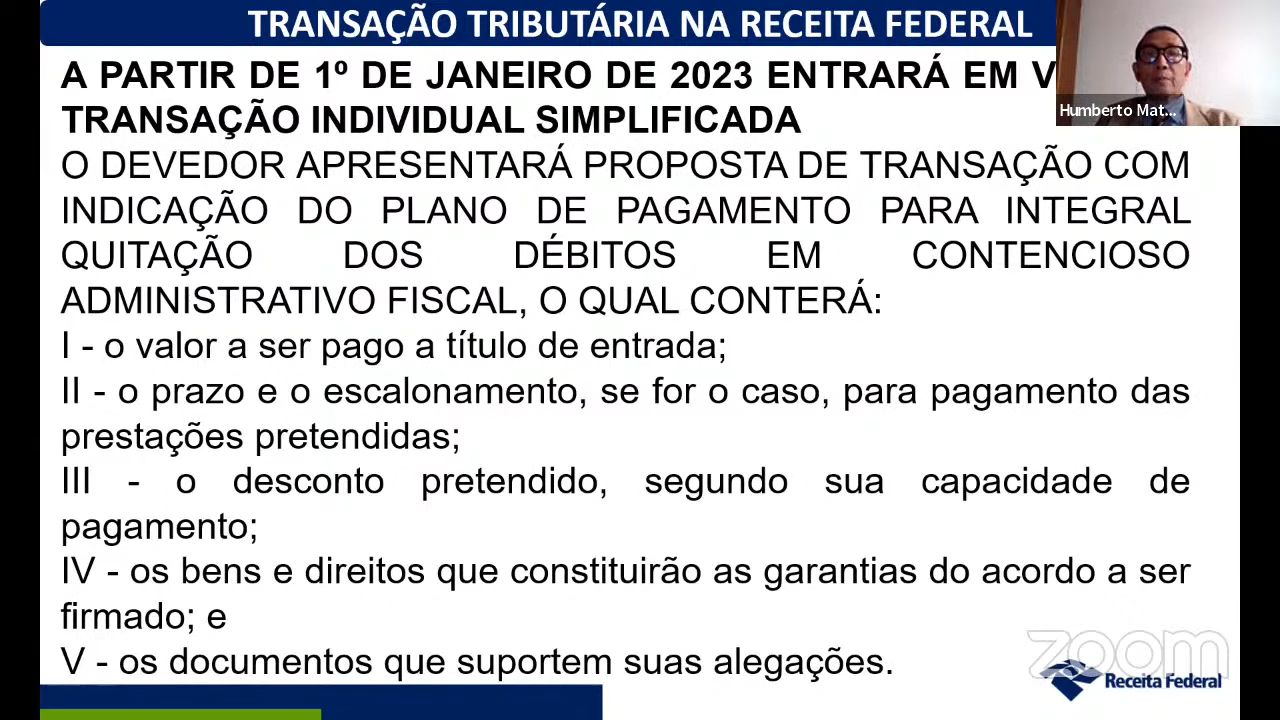 TRANSAÇÃO TRIBUTÁRIA NA RECEITA FEDERAL
A PARTIR DE 1º DE JANEIRO DE 2023 ENTRARÁ EM
TRANSAÇÃO INDIVIDUAL SIMPLIFICADA
Humberto Mat...
O DEVEDOR APRESENTARÁ PROPOSTA DE TRANSAÇÃO COM
INDICAÇÃO DO PLANO DE PAGAMENTO PARA INTEGRAL
QUITAÇÃO DOS DÉBITOS EM CONTENCIOSO
ADMINISTRATIVO FISCAL, O QUAL CONTERÁ:
I - o valor a ser pago a título de entrada;
II - o prazo e o escalonamento, se for o caso, para pagamento das
prestações pretendidas;
III - o desconto pretendido, segundo sua capacidade de
pagamento;
IV - os bens e direitos que constituirão as garantias do acordo a ser
firmado; e
V - os documentos que suportem suas alegações.
zoom
Receita Federal